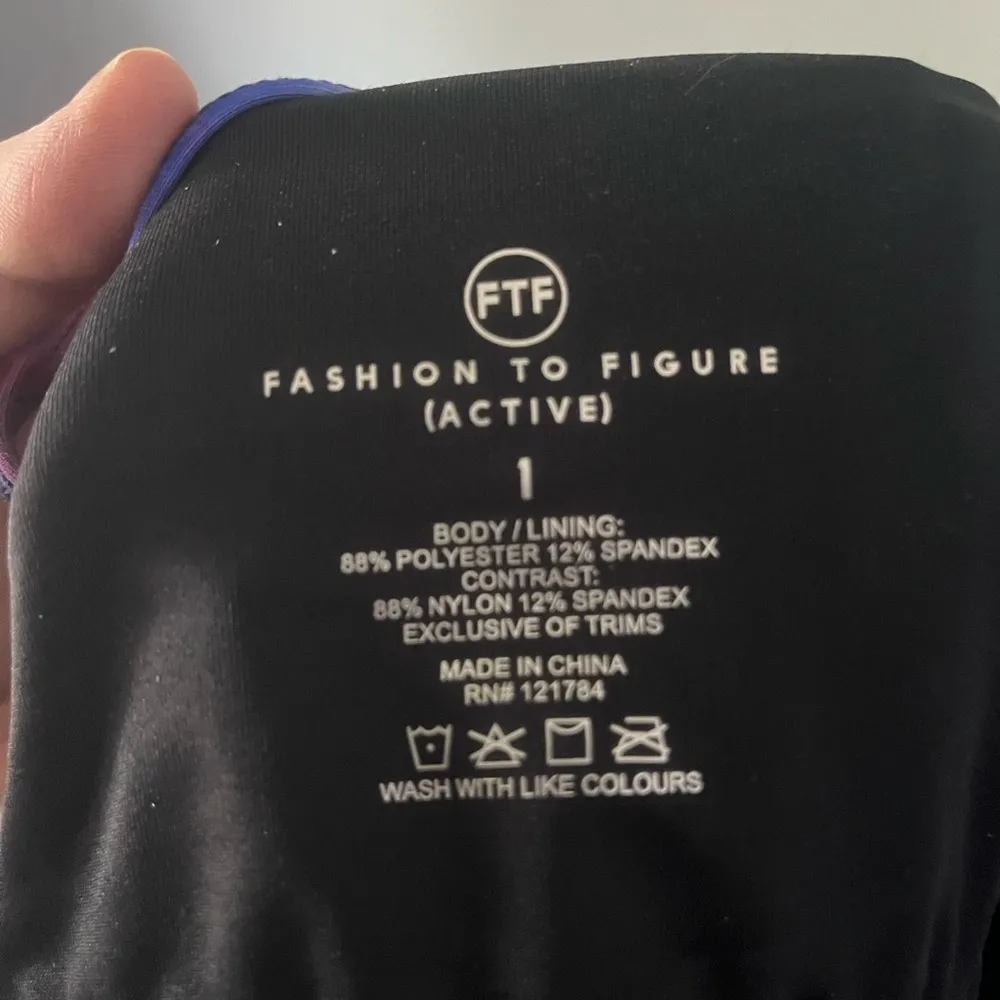 FTF
FASHION TO FIGURE
(ACTIVE)
1
BODY / LINING:
88% POLYESTER 12% SPANDEX
CONTRAST:
88% NYLON 12% SPANDEX
EXCLUSIVE OF TRIMS
MADE IN CHINA
RN# 121784
WASH WITH LIKE COLOURS